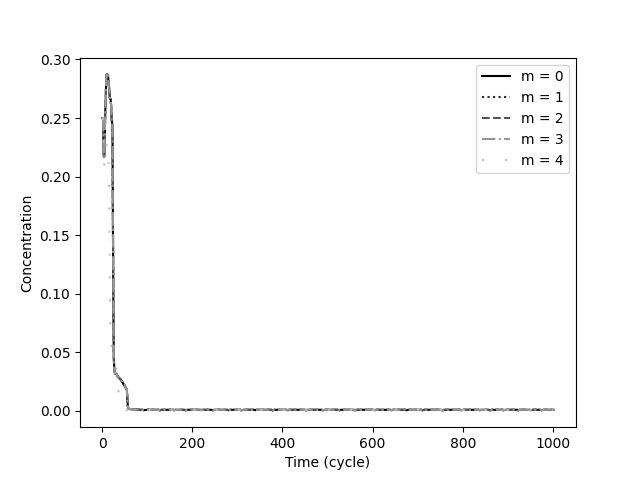 0.30
0.25
0.20
0.15
0.10
0.05
0.00
Concentration
0 200 400 600 800 1000
Time (cycle)
m = 0
m = 1
m = 2
m = 3
m = 4